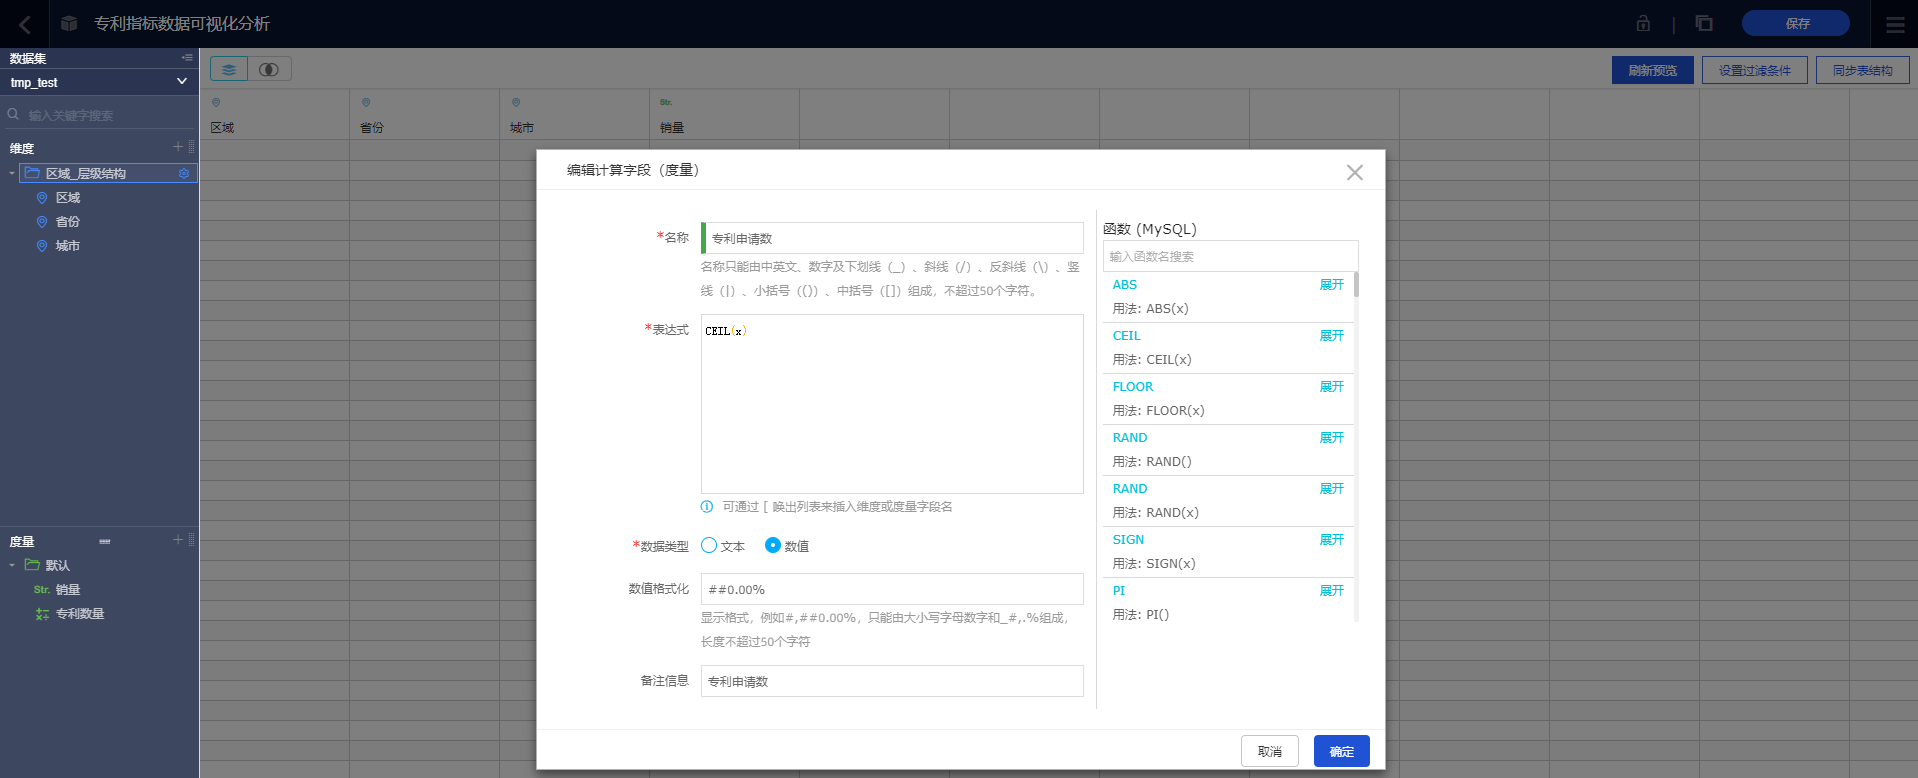 专利指标数据可视化分析
保存
数据集
tmp_test
输入关键字搜索
维度
区域_层级结构
区域
省份
城市
度量
默认
Str. 销量
专利数量
刷新预览
设置过滤条件
同步表结构
区域
省份
城市
Str.
销量
编辑计算字段（度量）
*名称
专利申请数
名称只能由中英文、数字及下划线（_）、斜线（/）、反斜线（\）、竖
线（|）、小括号（()）、中括号（[]）组成，不超过50个字符。
*表达式
CEIL(x)
可通过 [ 唤出列表来插入维度或度量字段名
*数据类型
文本
数值
数值格式化
##0.00%
显示格式，例如#,##0.00%，只能由大小写字母数字和_#,.%组成，
长度不超过50个字符
备注信息
专利申请数
函数 (MySQL)
输入函数名搜索
ABS 展开
用法: ABS(x)
CEIL 展开
用法: CEIL(x)
FLOOR 展开
用法: FLOOR(x)
RAND 展开
用法: RAND()
RAND 展开
用法: RAND(x)
SIGN 展开
用法: SIGN(x)
PI 展开
用法: PI()
取消
确定